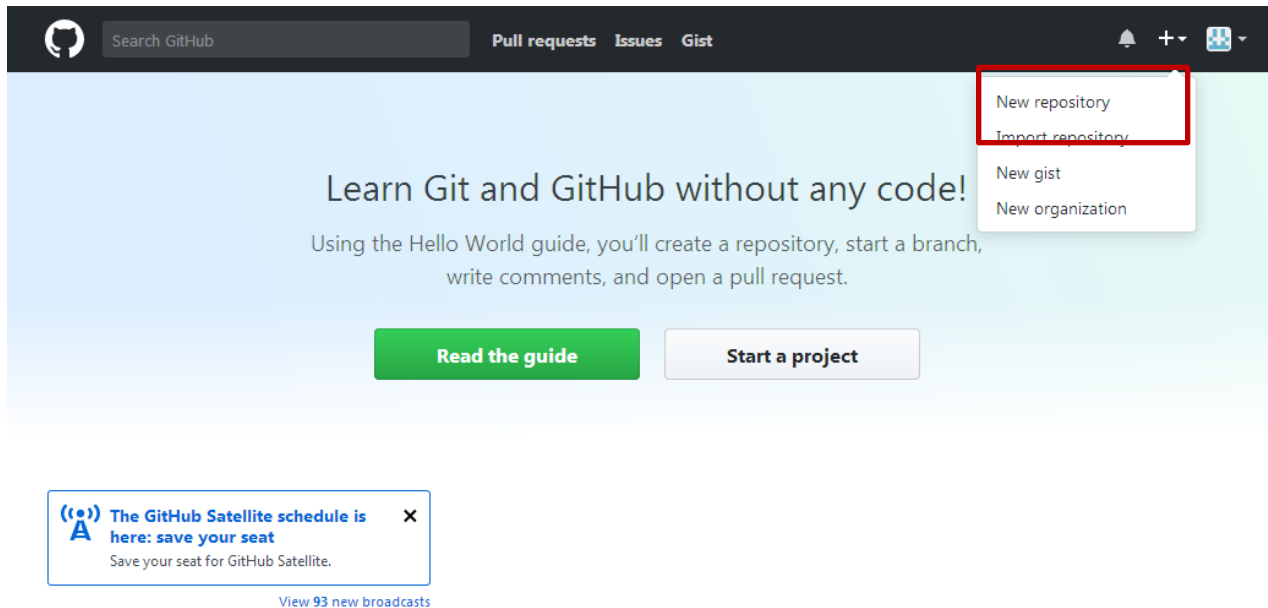 Search GitHub
Pull requests Issues Gist
New repository
Import repository
New gist
New organization
Learn Git and GitHub without any code!
Using the Hello World guide, you’ll create a repository, start a branch,
write comments, and open a pull request.
Read the guide
Start a project
The GitHub Satellite schedule is
here: save your seat
Save your seat for GitHub Satellite.
View 93 new broadcasts